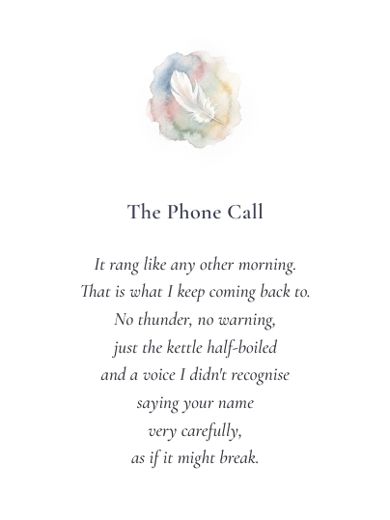 The Phone Call
It rang like any other morning.
That is what I keep coming back to.
No thunder, no warning,
just the kettle half-boiled
and a voice I didn't recognise
saying your name
very carefully,
as if it might break.